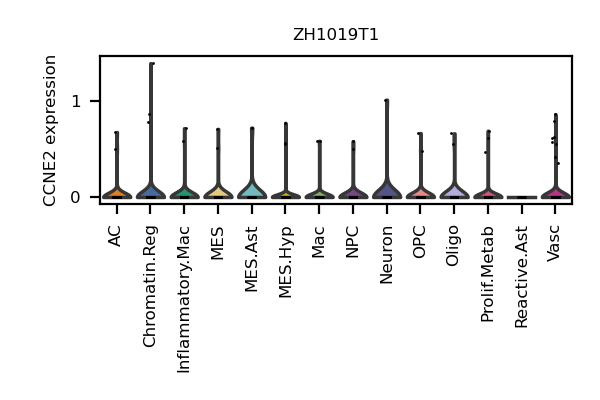 ZH1019T1
CCNE2 expression
1
0
AC
Chromatin.Reg
Inflammatory.Mac
MES
MES.Ast
MES.Hyp
Mac
NPC
Neuron
OPC
Oligo
Prolif.Metab
Reactive.Ast
Vasc